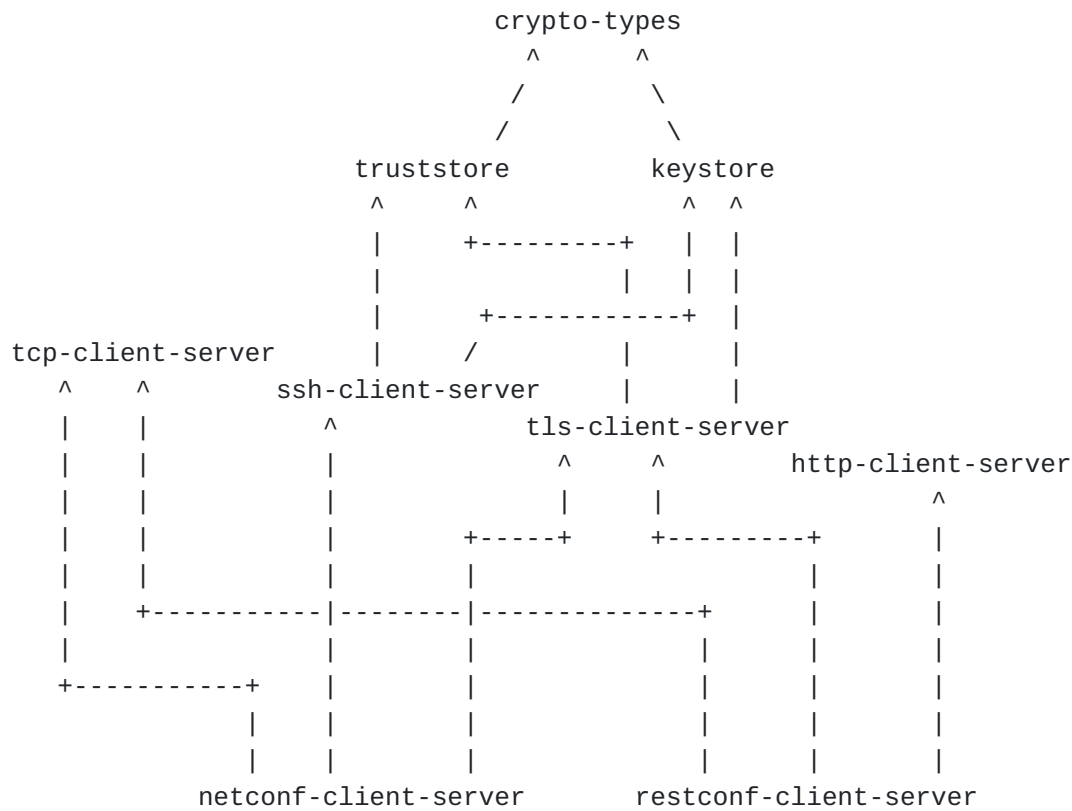 crypto-types
truststore keystore
tcp-client-server
ssh-client-server
tls-client-server
http-client-server
netconf-client-server restconf-client-server